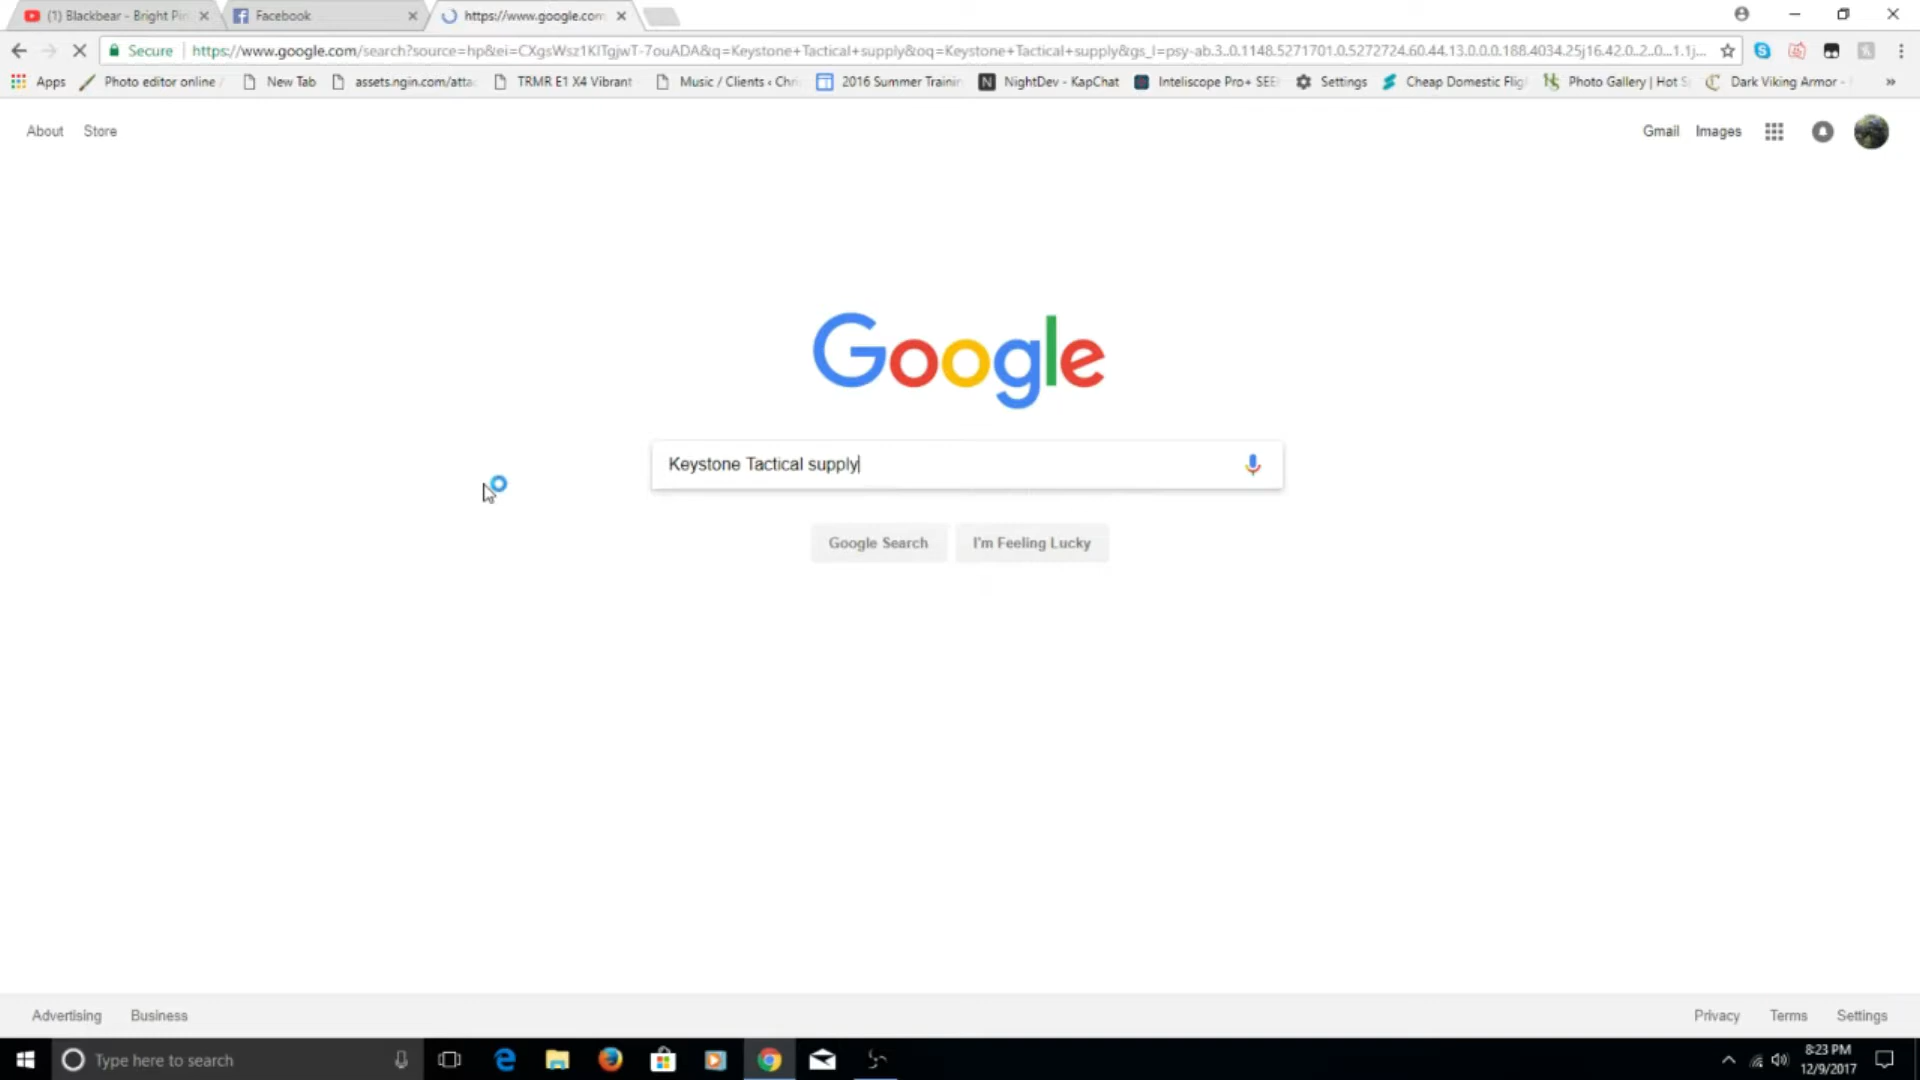 (1) Blackbear - Bright Pin
Facebook
https://www.google.com
Secure
https://www.google.com/search?source=hp&ei=CXgsWsz1KITgjwT-7ouADA&q=Keystone+Tactical+supply&oq=Keystone+Tactical+supply&gs_l=psy-ab.3..0.1148.5271701.0.5272724.60.44.13.0.0.0.188.4034.25j16.42.0..2..0...1.1j...
Apps
Photo editor online /
New Tab
assets.ngin.com/atta
TRMR E1 X4 Vibrant
Music / Clients ‹ Chri
2016 Summer Trainin
N
NightDev - KapChat
Inteliscope Pro+ SEE
Settings
Cheap Domestic Flig
Photo Gallery | Hot S
Dark Viking Armor -
»
About
Store
Gmail
Images
Google
Keystone Tactical supply
Google Search
I'm Feeling Lucky
Advertising
Business
Privacy
Terms
Settings
Type here to search
8:23 PM
12/9/2017